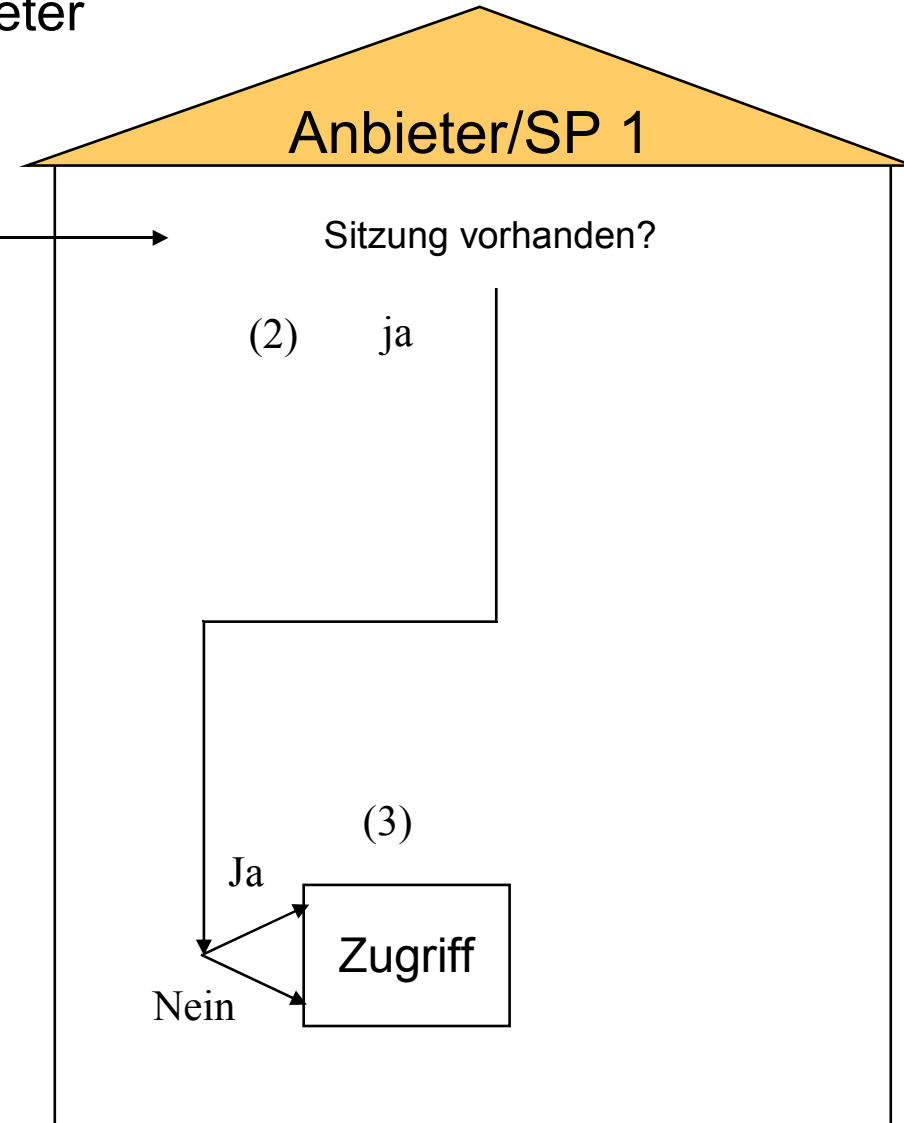 eter
Anbieter/SP 1
Sitzung vorhanden?
(2) ja
(3)
Ja
Zugriff
Nein